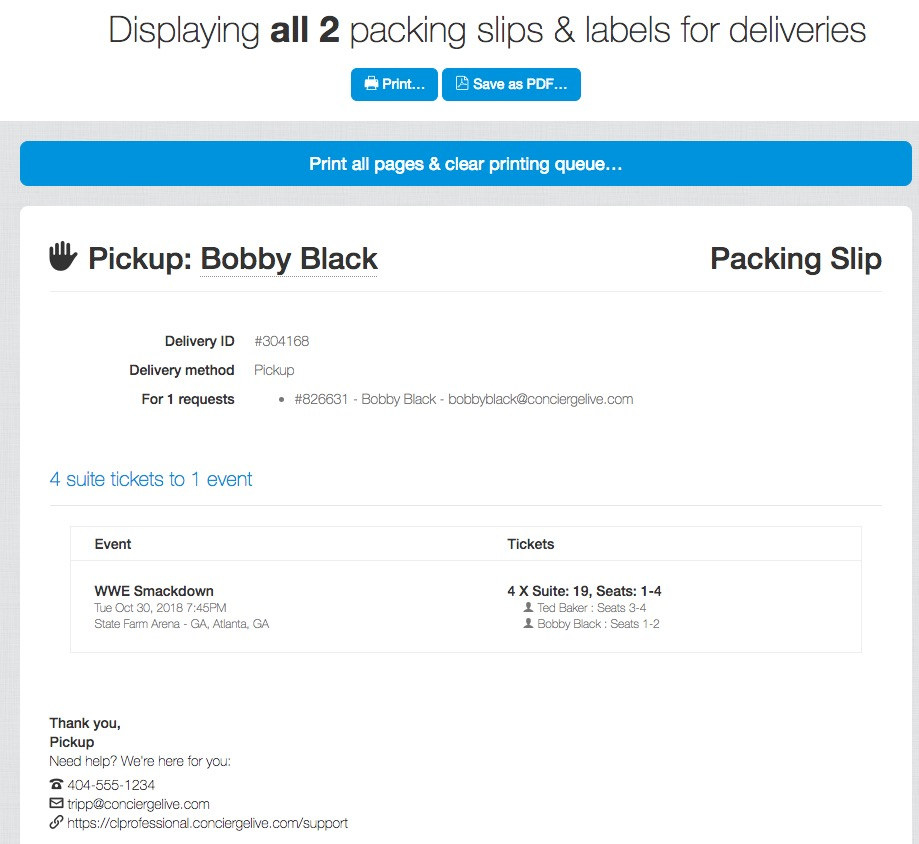 Displaying all 2 packing slips & labels for deliveries
Print...
Save as PDF...
Print all pages & clear printing queue...
Pickup: Bobby Black
Packing Slip
Delivery ID #304168
Delivery method Pickup
For 1 requests • #826631 - Bobby Black - bobbyblack@conciergelive.com
4 suite tickets to 1 event
Event Tickets
WWE Smackdown
Tue Oct 30, 2018 7:45PM
State Farm Arena - GA, Atlanta, GA
4 X Suite: 19, Seats: 1-4
Ted Baker : Seats 3-4
Bobby Black : Seats 1-2
Thank you,
Pickup
Need help? We're here for you:
404-555-1234
tripp@conciergelive.com
https://clprofessional.conciergelive.com/support